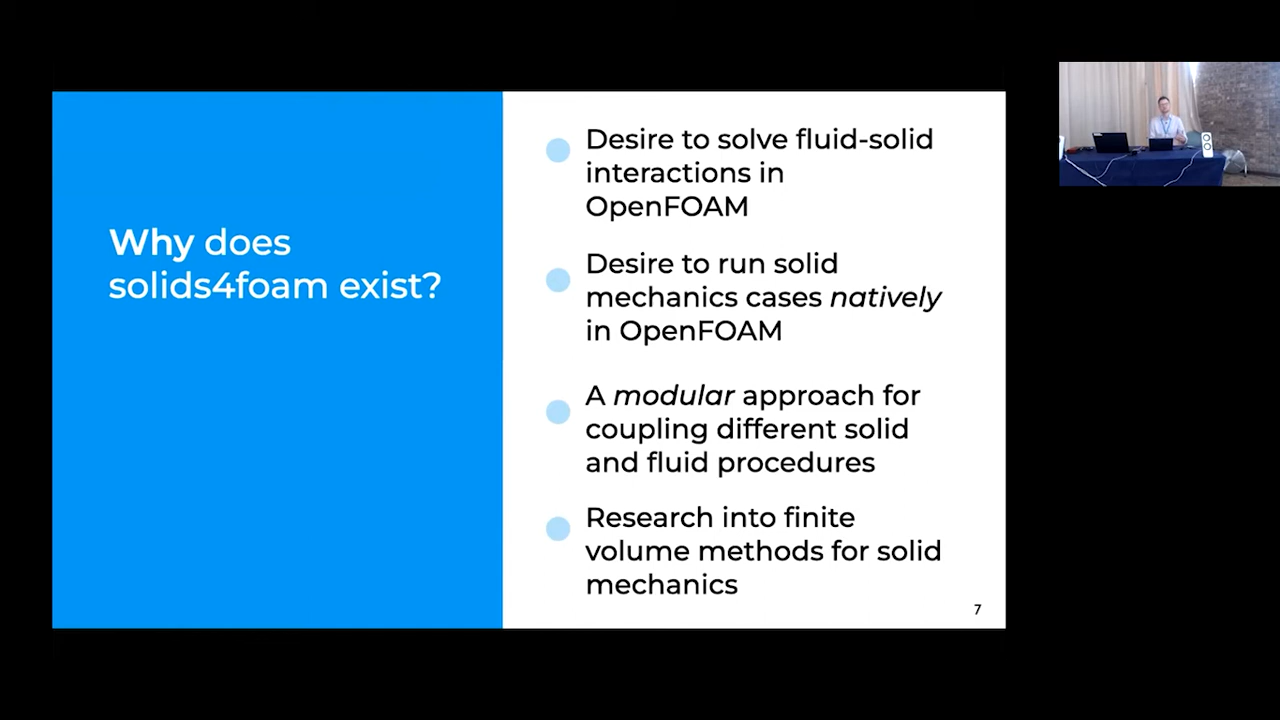 Why does
solids4foam exist?
Desire to solve fluid-solid
interactions in
OpenFOAM
Desire to run solid
mechanics cases natively
in OpenFOAM
A modular approach for
coupling different solid
and fluid procedures
Research into finite
volume methods for solid
mechanics
7